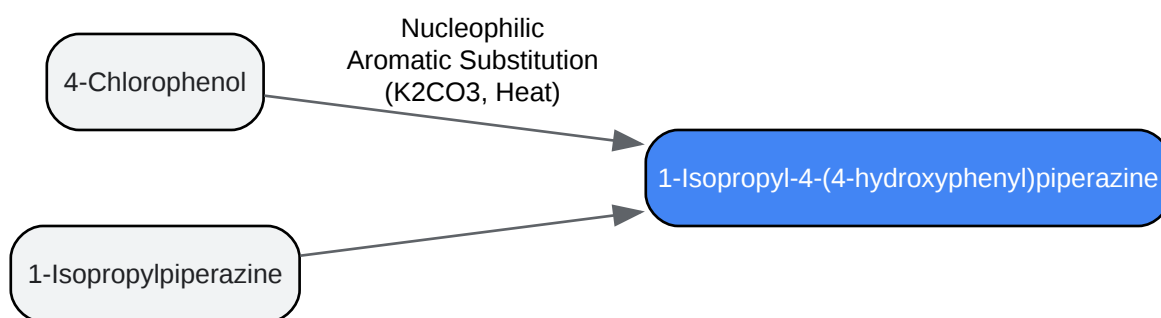 Nucleophilic
Aromatic Substitution
(K2CO3, Heat)
4-Chlorophenol
1-Isopropyl-4-(4-hydroxyphenyl)piperazine
1-Isopropylpiperazine